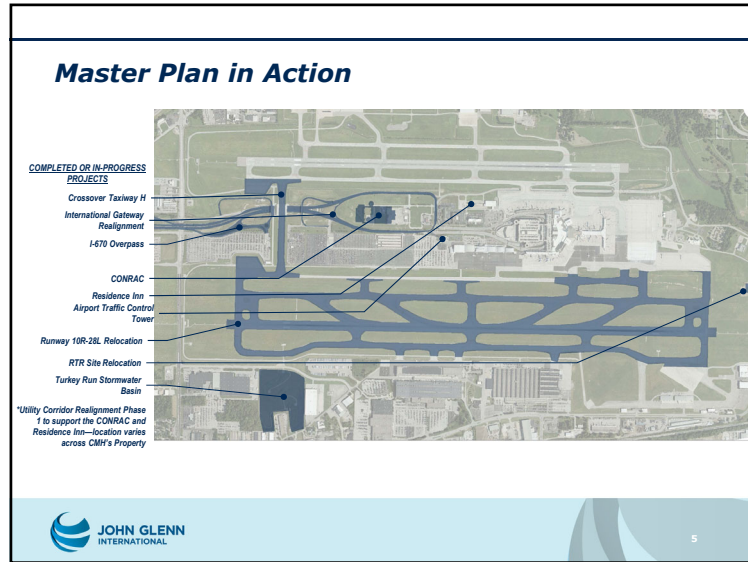 Master Plan in Action
COMPLETED OR IN-PROGRESS
PROJECTS
Crossover Taxiway H
International Gateway
Realignment
I-670 Overpass
CONRAC
Residence Inn
Airport Traffic Control
Tower
Runway 10R-28L Relocation
RTR Site Relocation
Turkey Run Stormwater
Basin
*Utility Corridor Realignment Phase
1 to support the CONRAC and
Residence Inn—location varies
across CMH's Property
JOHN GLENN
INTERNATIONAL
5